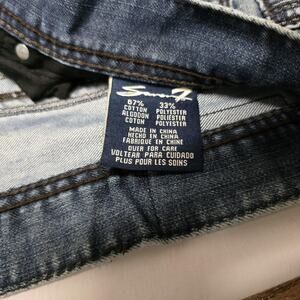 Seven7
67% 33%
COTTON POLYESTER
ALGODON POLIESTER
COTON POLYESTER
MADE IN CHINA
HECHO EN CHINA
FABRIQUE EN CHINE
OVER FOR CARE
VOLTEAR PARA CUIDADO
PLUS POUR LES SOINS